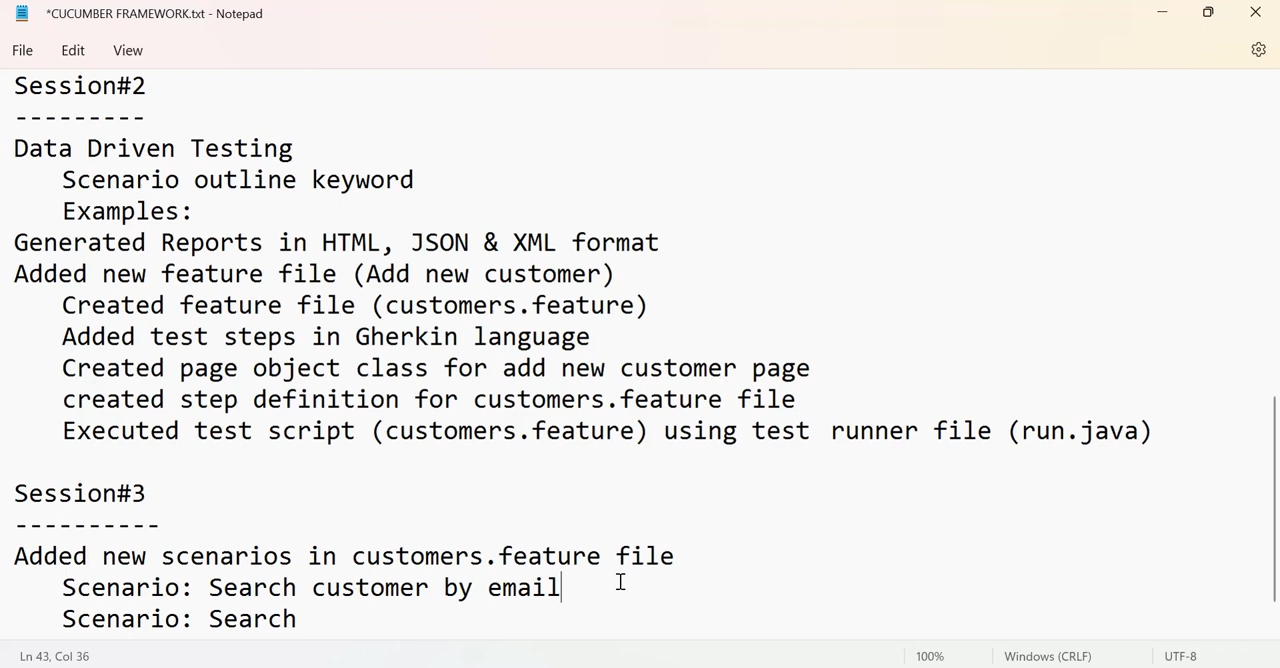 *CUCUMBER FRAMEWORK.txt - Notepad
File Edit View
Session#2
---------
Data Driven Testing
Scenario outline keyword
Examples:
Generated Reports in HTML, JSON & XML format
Added new feature file (Add new customer)
Created feature file (customers.feature)
Added test steps in Gherkin language
Created page object class for add new customer page
created step definition for customers.feature file
Executed test script (customers.feature) using test runner file (run.java)
Session#3
----------
Added new scenarios in customers.feature file
Scenario: Search customer by email
Scenario: Search
Ln 43, Col 36 100% Windows (CRLF) UTF-8